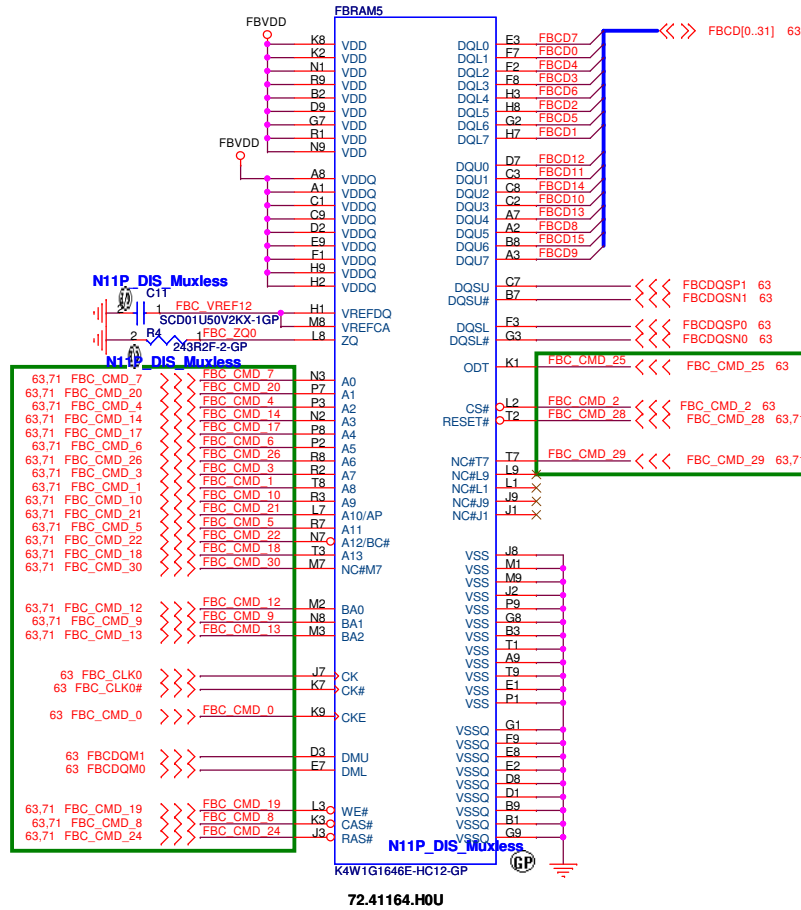 FBRAM5
FBVDD
K8 VDD
K2 VDD
N1 VDD
R9 VDD
B2 VDD
D9 VDD
G7 VDD
R1 VDD
N9 VDD
FBVDD
A8 VDDQ
A1 VDDQ
C1 VDDQ
C9 VDDQ
D2 VDDQ
E9 VDDQ
F1 VDDQ
H9 VDDQ
H2 VDDQ
N11P_DIS_Muxless
C1T
2 1 FBC_VREF12 H1 VREFDQ
SCD01U50V2KX-1GP M8 VREFCA
R4
2 1 FBC_ZQ0 L8 ZQ
243R2F-2-GP
N11P_DIS_Muxless
63,71 FBC_CMD_7 FBC_CMD_7 N3 A0
63,71 FBC_CMD_20 FBC_CMD_20 P7 A1
63,71 FBC_CMD_4 FBC_CMD_4 P3 A2
63,71 FBC_CMD_14 FBC_CMD_14 N2 A3
63,71 FBC_CMD_17 FBC_CMD_17 P8 A4
63,71 FBC_CMD_6 FBC_CMD_6 P2 A5
63,71 FBC_CMD_26 FBC_CMD_26 R8 A6
63,71 FBC_CMD_3 FBC_CMD_3 R2 A7
63,71 FBC_CMD_1 FBC_CMD_1 T8 A8
63,71 FBC_CMD_10 FBC_CMD_10 R3 A9
63,71 FBC_CMD_21 FBC_CMD_21 L7 A10/AP
63,71 FBC_CMD_5 FBC_CMD_5 R7 A11
63,71 FBC_CMD_22 FBC_CMD_22 N7 A12/BC#
63,71 FBC_CMD_18 FBC_CMD_18 T3 A13
63,71 FBC_CMD_30 FBC_CMD_30 M7 NC#M7
63,71 FBC_CMD_12 FBC_CMD_12 M2 BA0
63,71 FBC_CMD_9 FBC_CMD_9 N8 BA1
63,71 FBC_CMD_13 FBC_CMD_13 M3 BA2
63 FBC_CLK0 J7 CK
63 FBC_CLK0# K7 CK#
63 FBC_CMD_0 FBC_CMD_0 K9 CKE
63 FBCDQM1 D3 DMU
63 FBCDQM0 E7 DML
63,71 FBC_CMD_19 FBC_CMD_19 L3 WE#
63,71 FBC_CMD_8 FBC_CMD_8 K3 CAS#
63,71 FBC_CMD_24 FBC_CMD_24 J3 RAS#
DQL0 E3 FBCD7 FBCD[0..31] 63
DQL1 F7 FBCD0
DQL2 F2 FBCD4
DQL3 F8 FBCD3
DQL4 H3 FBCD6
DQL5 H8 FBCD2
DQL6 G2 FBCD5
DQL7 H7 FBCD1
DQU0 D7 FBCD12
DQU1 C3 FBCD11
DQU2 C8 FBCD14
DQU3 C2 FBCD10
DQU4 A7 FBCD13
DQU5 A2 FBCD8
DQU6 B8 FBCD15
DQU7 A3 FBCD9
DQSU C7 FBCDQSP1 63
DQSU# B7 FBCDQSN1 63
DQSL F3 FBCDQSP0 63
DQSL# G3 FBCDQSN0 63
ODT K1 FBC_CMD_25 FBC_CMD_25 63
CS# L2 FBC_CMD_2 FBC_CMD_2 63
RESET# T2 FBC_CMD_28 FBC_CMD_28 63,71
NC#T7 T7 FBC_CMD_29 FBC_CMD_29 63,71
NC#L9 L9
NC#L1 L1
NC#J9 J9
NC#J1 J1
VSS J8
VSS M1
VSS M9
VSS J2
VSS P9
VSS G8
VSS B3
VSS T1
VSS A9
VSS T9
VSS E1
VSS P1
VSSQ G1
VSSQ F9
VSSQ E8
VSSQ E2
VSSQ D8
VSSQ D1
VSSQ B9
VSSQ B1
VSSQ G9
N11P_DIS_Muxless
GP
K4W1G1646E-HC12-GP
72.41164.H0U